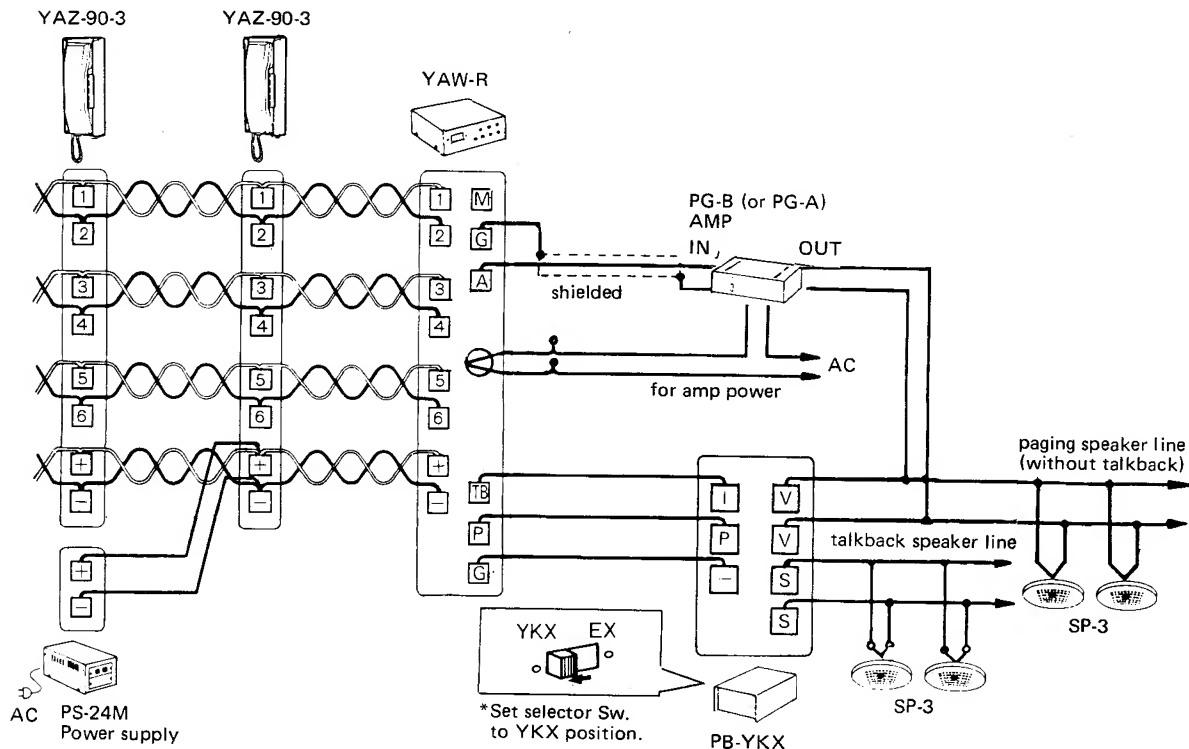 YAZ-90-3
YAZ-90-3
YAW-R
1
2
3
4
5
6
+
−
1
2
3
4
5
6
+
−
1
2
3
4
5
6
+
−
M
G
A
TB
P
G
PG-B (or PG-A)
AMP
IN
OUT
shielded
AC
for amp power
paging speaker line
(without talkback)
I
P
−
V
V
S
S
talkback speaker line
SP-3
SP-3
+
−
AC
PS-24M
Power supply
YKX
EX
*Set selector Sw.
to YKX position.
PB-YKX